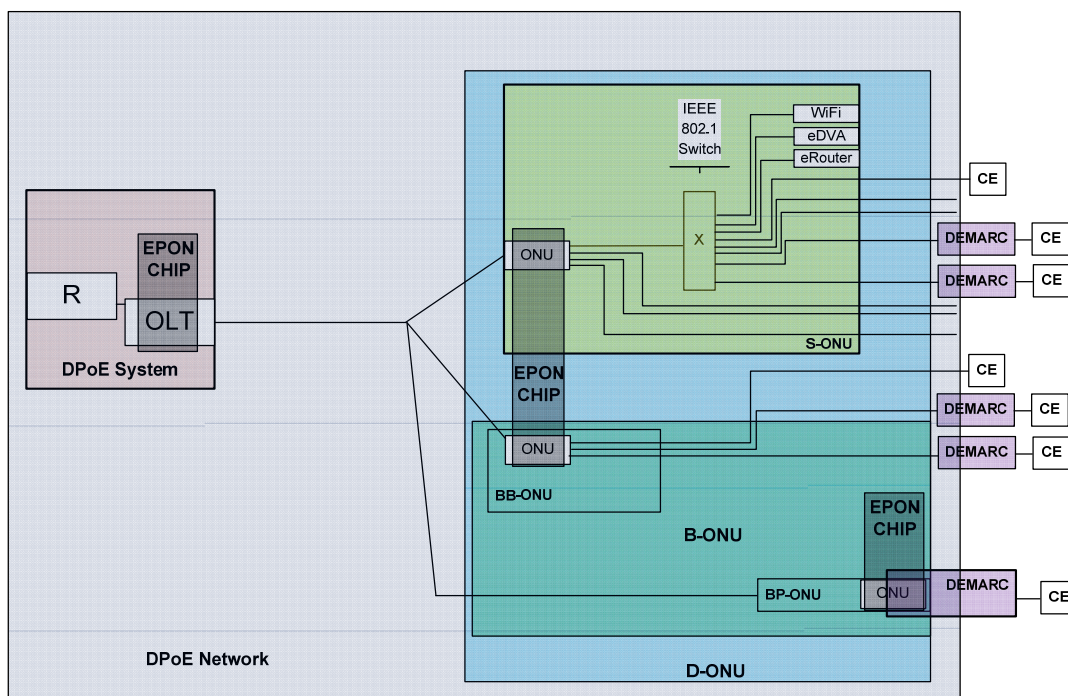 IEEE
802.1
Switch
WiFi
eDVA
eRouter
CE
X
DEMARC
CE
EPON
CHIP
ONU
DEMARC
CE
R
OLT
S-ONU
DPoE System
EPON
CHIP
CE
DEMARC
CE
ONU
DEMARC
CE
BB-ONU
EPON
CHIP
B-ONU
DEMARC
BP-ONU
ONU
CE
DPoE Network
D-ONU